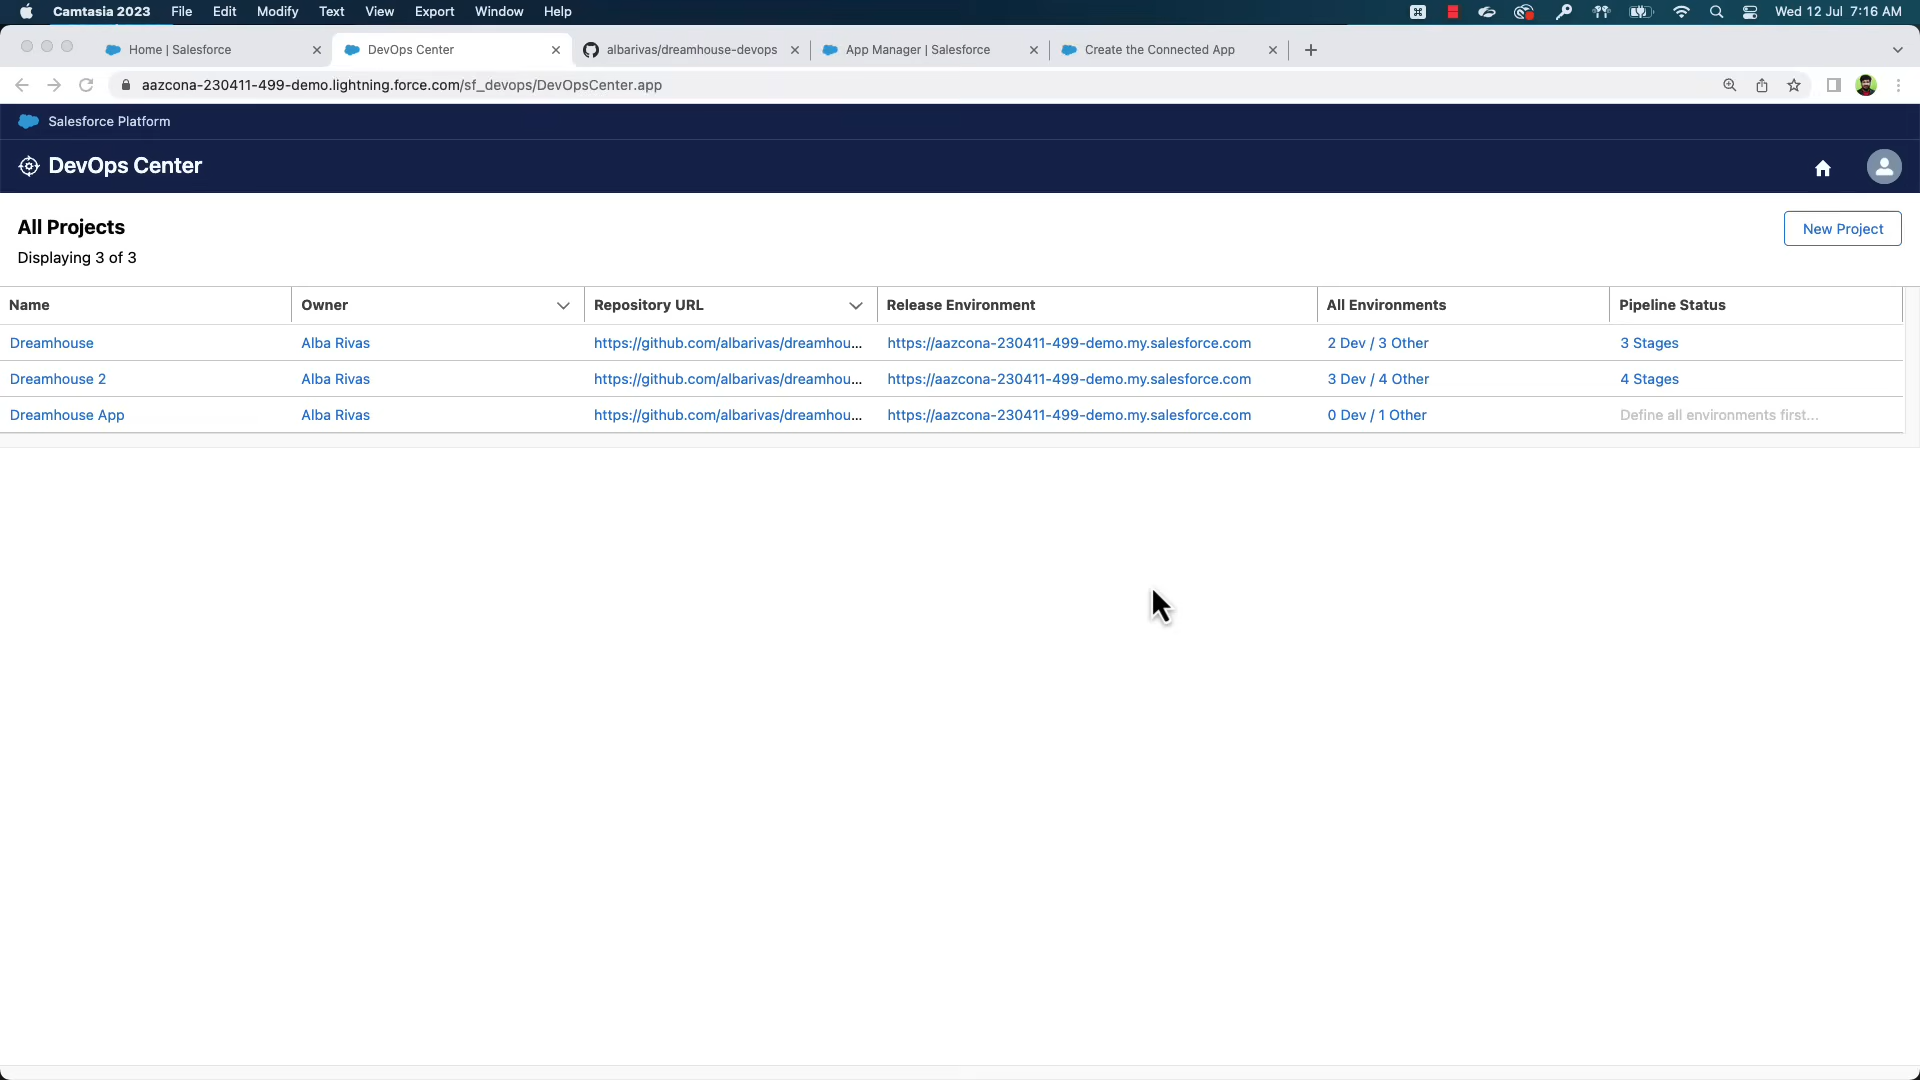 Camtasia 2023 File Edit Modify Text View Export Window Help Wed 12 Jul 7:16 AM
Home | Salesforce DevOps Center albarivas/dreamhouse-devops App Manager | Salesforce Create the Connected App
aazcona-230411-499-demo.lightning.force.com/sf_devops/DevOpsCenter.app
Salesforce Platform
DevOps Center
All Projects
New Project
Displaying 3 of 3
Name Owner Repository URL Release Environment All Environments Pipeline Status
Dreamhouse Alba Rivas https://github.com/albarivas/dreamhou... https://aazcona-230411-499-demo.my.salesforce.com 2 Dev / 3 Other 3 Stages
Dreamhouse 2 Alba Rivas https://github.com/albarivas/dreamhou... https://aazcona-230411-499-demo.my.salesforce.com 3 Dev / 4 Other 4 Stages
Dreamhouse App Alba Rivas https://github.com/albarivas/dreamhou... https://aazcona-230411-499-demo.my.salesforce.com 0 Dev / 1 Other Define all environments first...